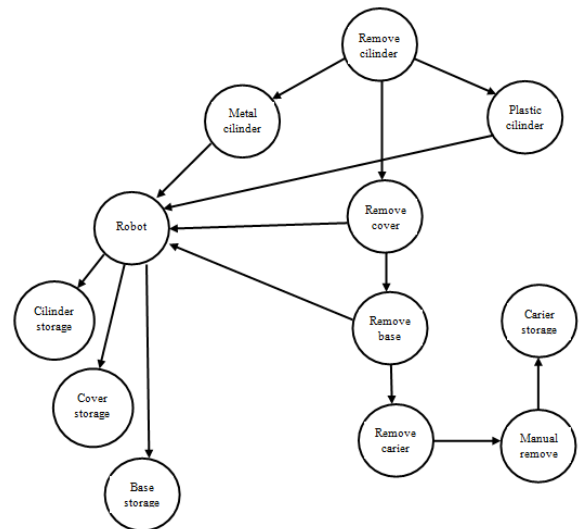 Remove
cilinder
Metal
cilinder
Plastic
cilinder
Robot
Remove
cover
Cilinder
storage
Remove
base
Carier
storage
Cover
storage
Remove
carier
Manual
remove
Base
storage